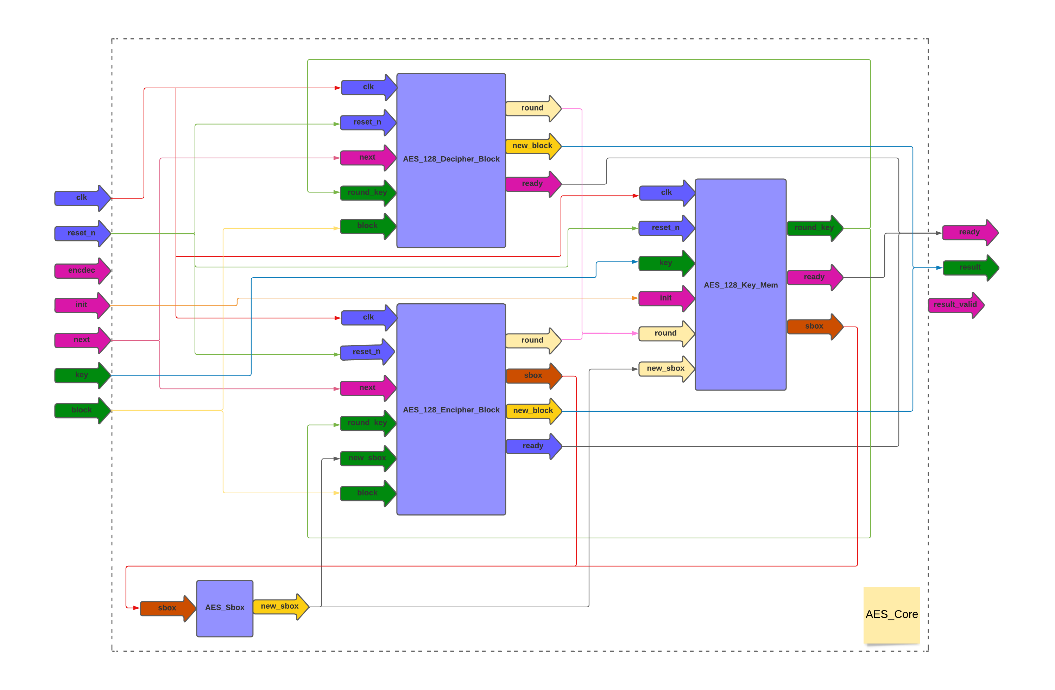 clk
reset_n
encdec
init
next
key
block
clk
reset_n
next
round_key
block
AES_128_Decipher_Block
round
new_block
ready
clk
reset_n
next
round_key
new_sbox
block
AES_128_Encipher_Block
round
sbox
new_block
ready
clk
reset_n
key
init
round
new_sbox
AES_128_Key_Mem
round_key
ready
sbox
ready
result
result_valid
sbox
AES_Sbox
new_sbox
AES_Core